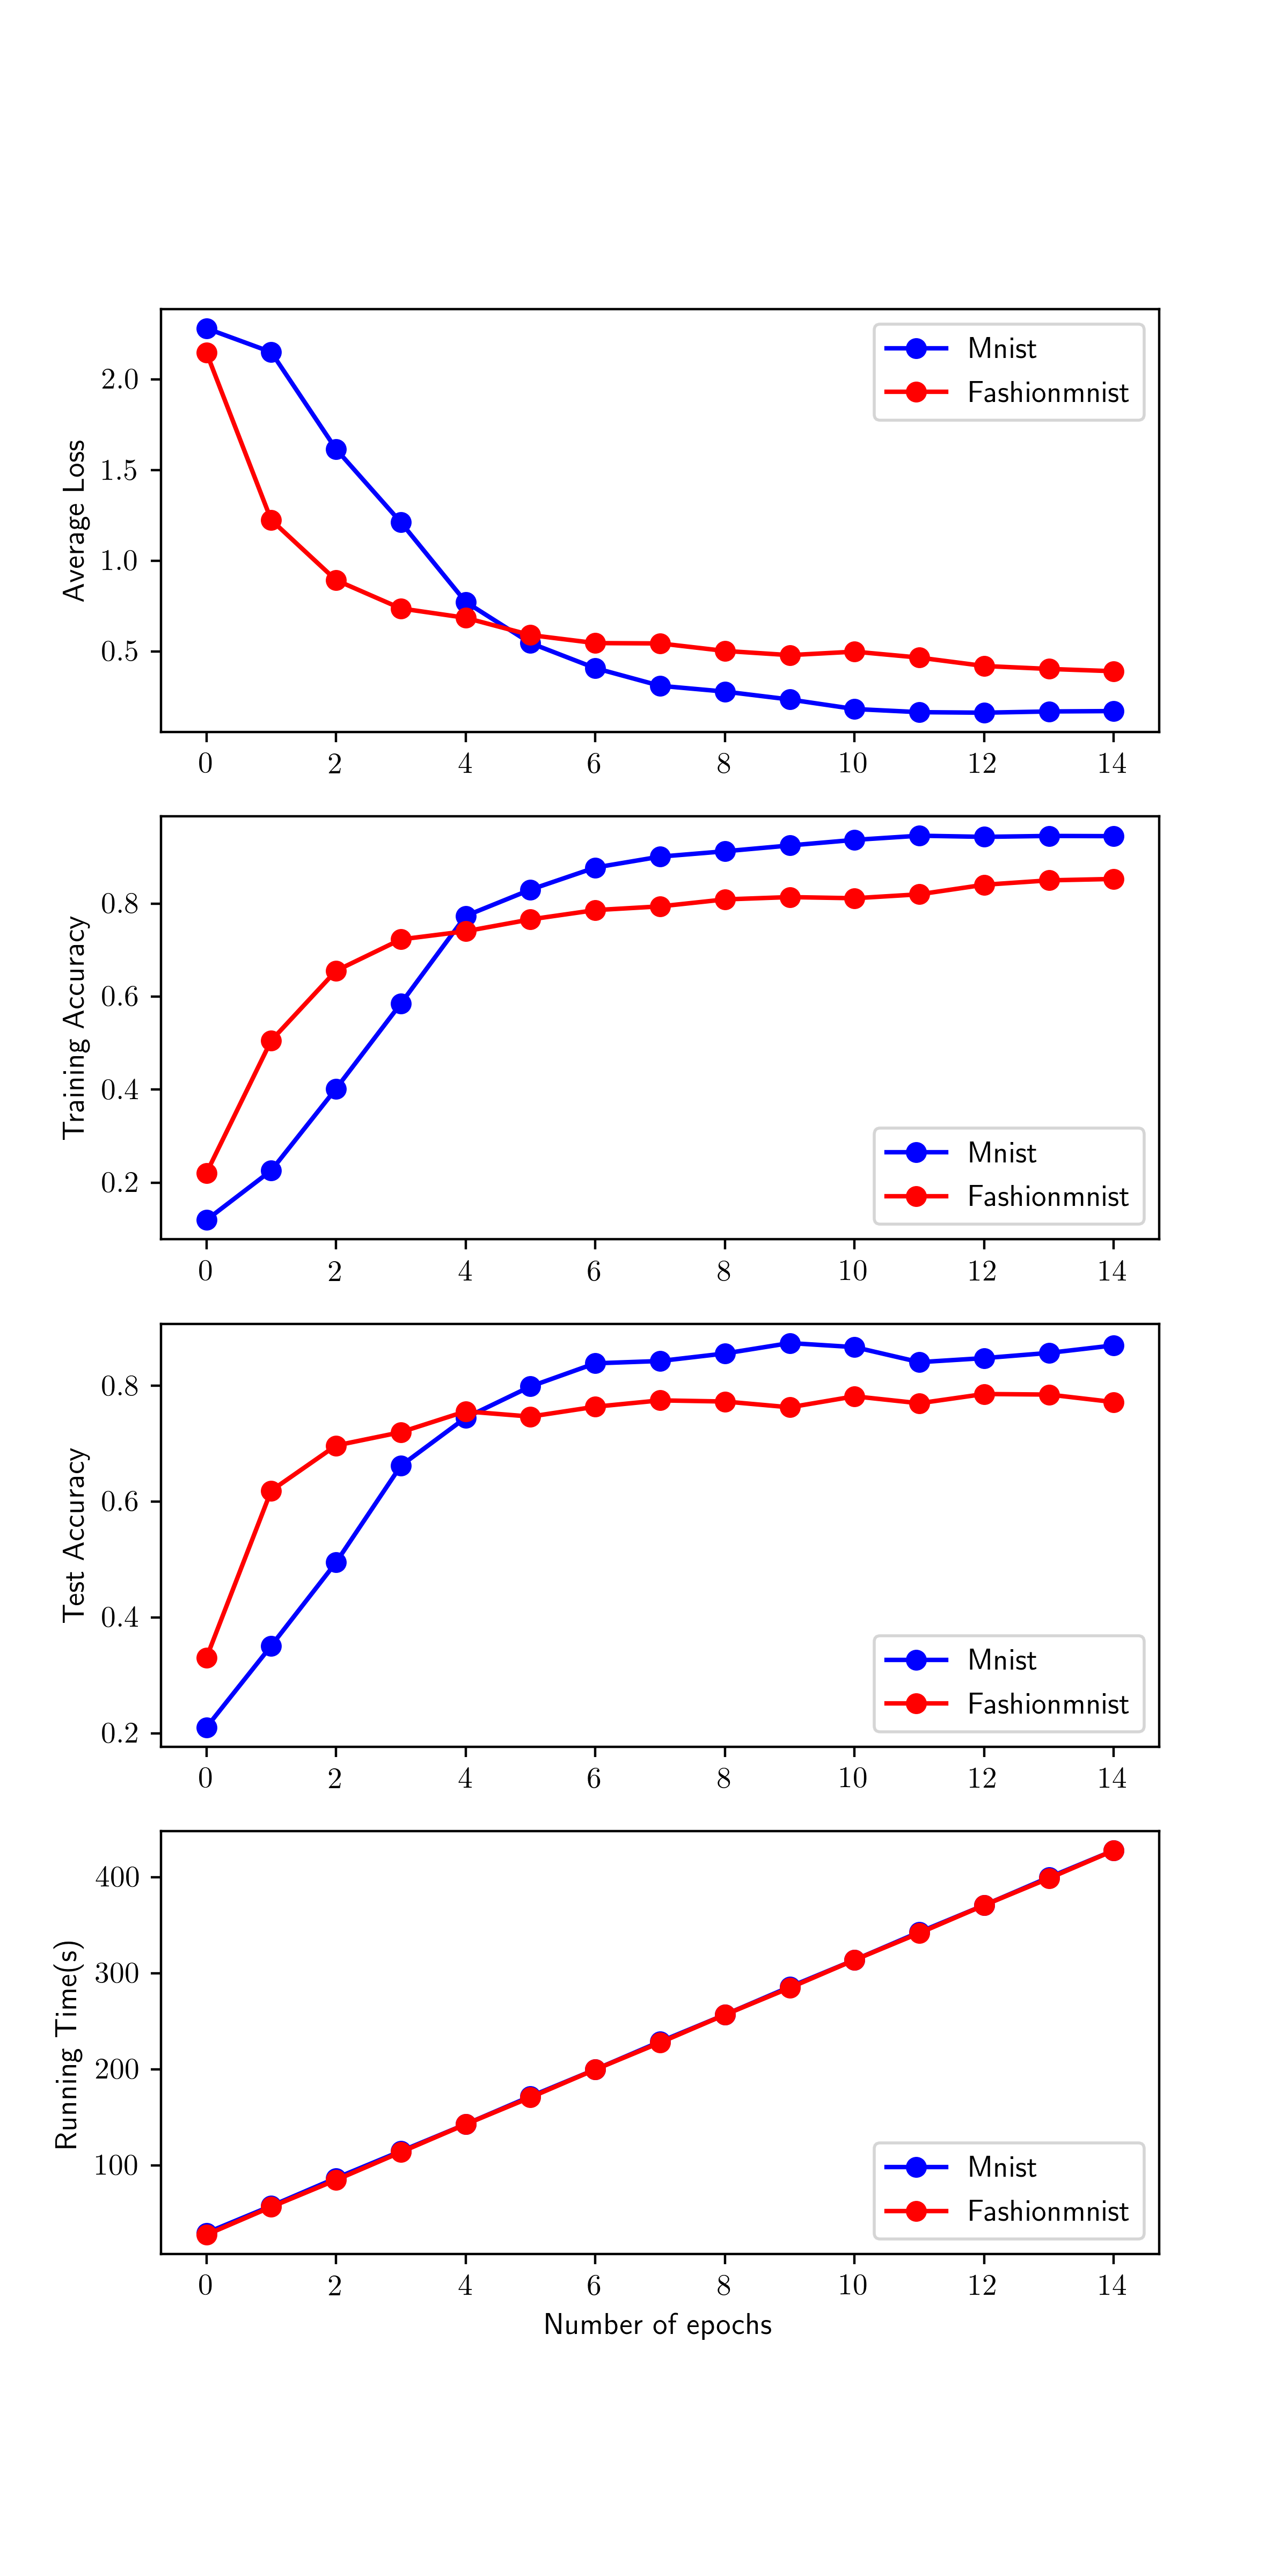 Average Loss
2.0
1.5
1.0
0.5
Mnist
Fashionmnist
0 2 4 6 8 10 12 14
Training Accuracy
0.8
0.6
0.4
0.2
Mnist
Fashionmnist
0 2 4 6 8 10 12 14
Test Accuracy
0.8
0.6
0.4
0.2
Mnist
Fashionmnist
0 2 4 6 8 10 12 14
Running Time(s)
400
300
200
100
Mnist
Fashionmnist
0 2 4 6 8 10 12 14
Number of epochs